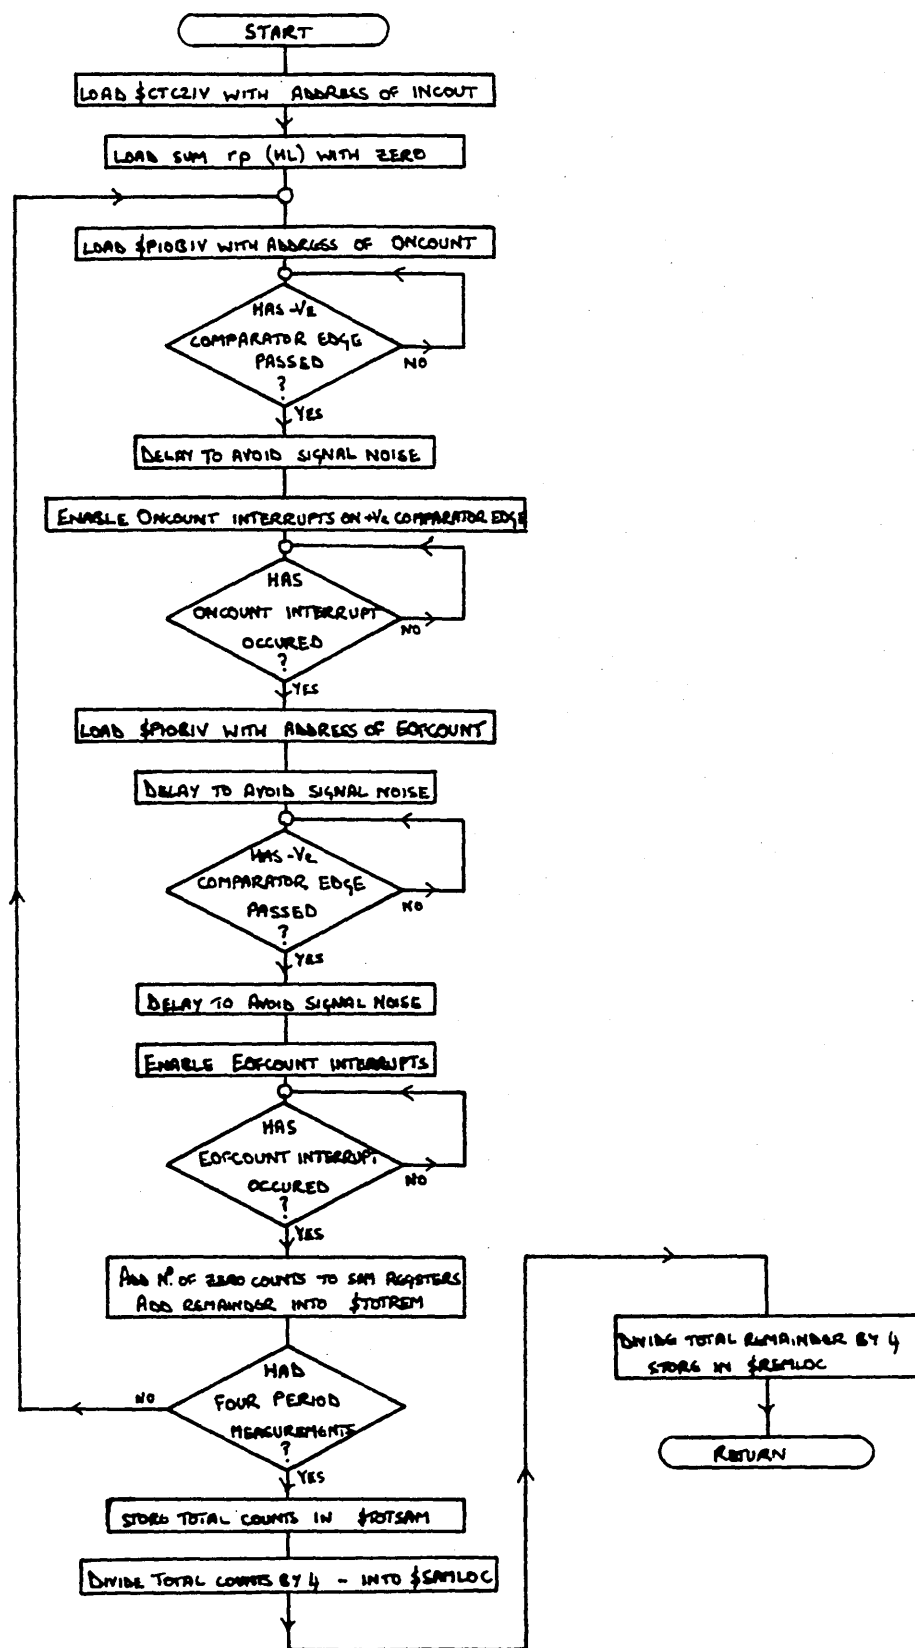 START
LOAD $CTC2IV WITH ADDRESS OF INCOUT
LOAD SUM rp (HL) WITH ZERO
LOAD $PIOBIV WITH ADDRESS OF ONCOUNT
HAS -Ve
COMPARATOR EDGE
PASSED
?
NO
YES
DELAY TO AVOID SIGNAL NOISE
ENABLE ONCOUNT INTERRUPTS ON +Ve COMPARATOR EDGE
HAS
ONCOUNT INTERRUPT
OCCURED
?
NO
YES
LOAD $PIOBIV WITH ADDRESS OF EOFCOUNT
DELAY TO AVOID SIGNAL NOISE
HAS -Ve
COMPARATOR EDGE
PASSED
?
NO
YES
DELAY TO AVOID SIGNAL NOISE
ENABLE EOFCOUNT INTERRUPTS
HAS
EOFCOUNT INTERRUPT
OCCURED
?
NO
YES
ADD Nº. OF ZERO COUNTS TO SAM REGSTERS
ADD REMAINDER INTO $TOTREM
HAD
FOUR PERIOD
MEASUREMENTS
?
NO
YES
STORE TOTAL COUNTS IN $TOTSAM
DIVIDE TOTAL COUNTS BY 4 - INTO $SAMLOC
DIVIDE TOTAL REMAINDER BY 4
STORE IN $REMLOC
RETURN